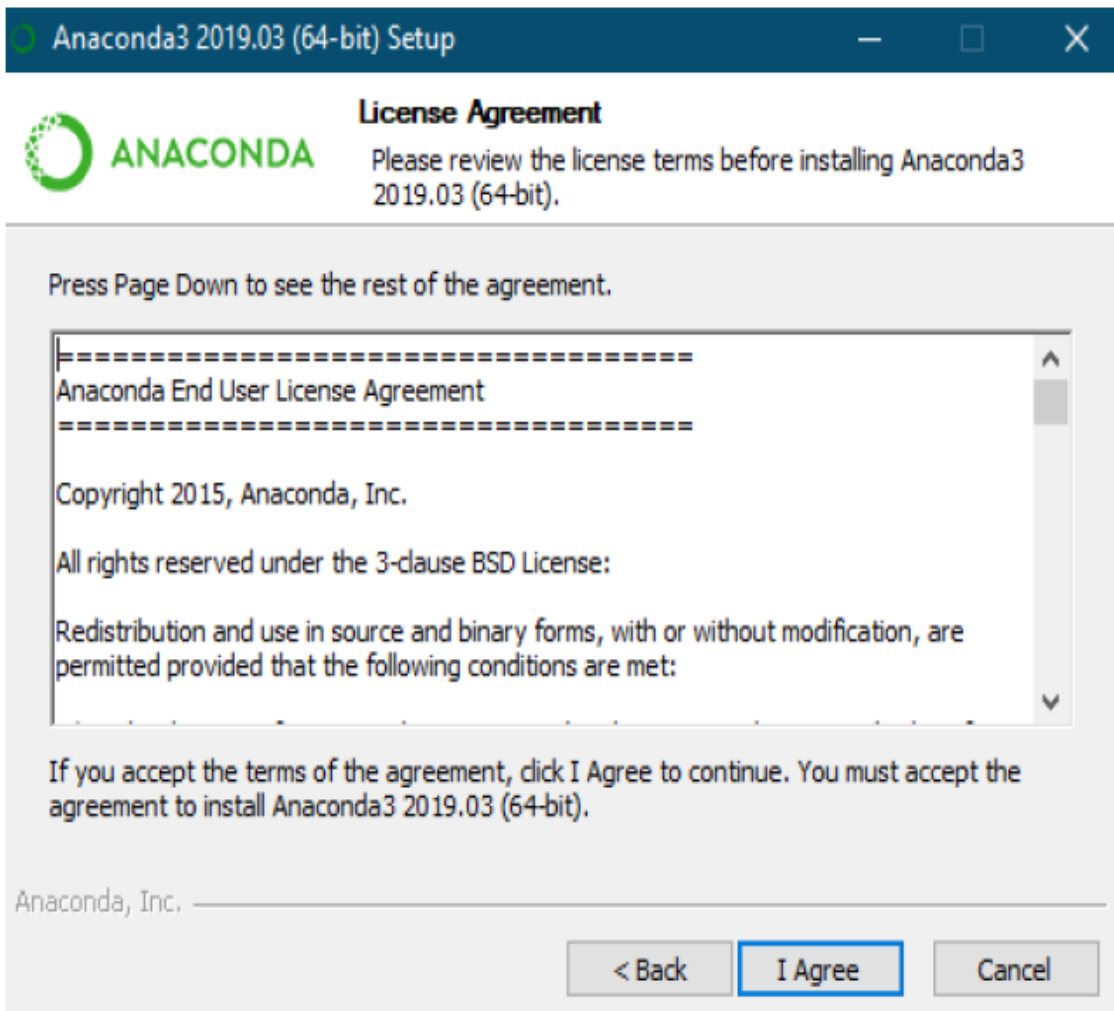 Anaconda3 2019.03 (64-bit) Setup
ANACONDA
License Agreement
Please review the license terms before installing Anaconda3
2019.03 (64-bit).
Press Page Down to see the rest of the agreement.
===================================
Anaconda End User License Agreement
===================================
Copyright 2015, Anaconda, Inc.
All rights reserved under the 3-clause BSD License:
Redistribution and use in source and binary forms, with or without modification, are
permitted provided that the following conditions are met:
If you accept the terms of the agreement, click I Agree to continue. You must accept the
agreement to install Anaconda3 2019.03 (64-bit).
Anaconda, Inc.
< Back
I Agree
Cancel